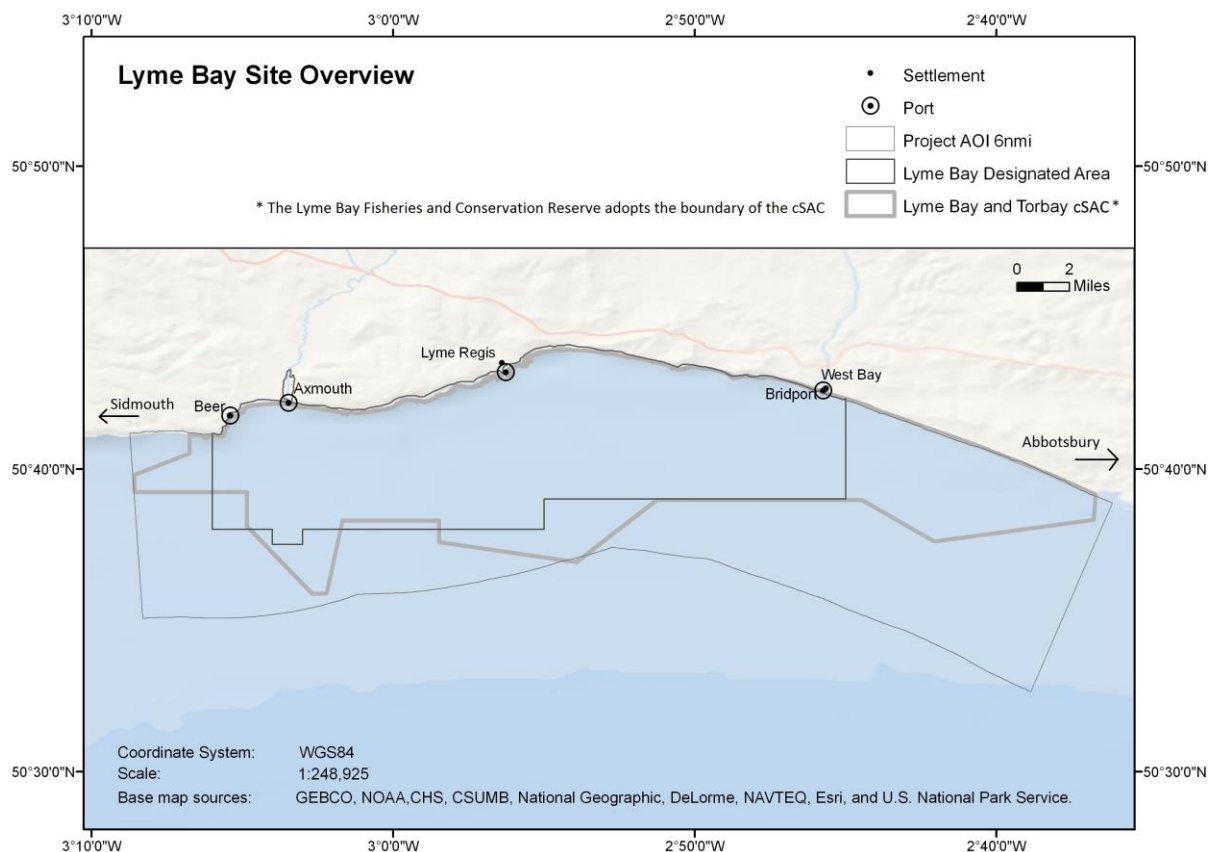 3°10'0"W
3°0'0"W
2°50'0"W
2°40'0"W
Lyme Bay Site Overview
Settlement
Port
Project AOI 6nmi
Lyme Bay Designated Area
Lyme Bay and Torbay cSAC *
* The Lyme Bay Fisheries and Conservation Reserve adopts the boundary of the cSAC
50°50'0"N
50°50'0"N
0 2
Miles
Lyme Regis
Axmouth
West Bay
Bridport
Sidmouth
Beer
Abbotsbury
50°40'0"N
50°40'0"N
Coordinate System: WGS84
Scale: 1:248,925
Base map sources: GEBCO, NOAA,CHS, CSUMB, National Geographic, DeLorme, NAVTEQ, Esri, and U.S. National Park Service.
50°30'0"N
50°30'0"N
3°10'0"W
3°0'0"W
2°50'0"W
2°40'0"W